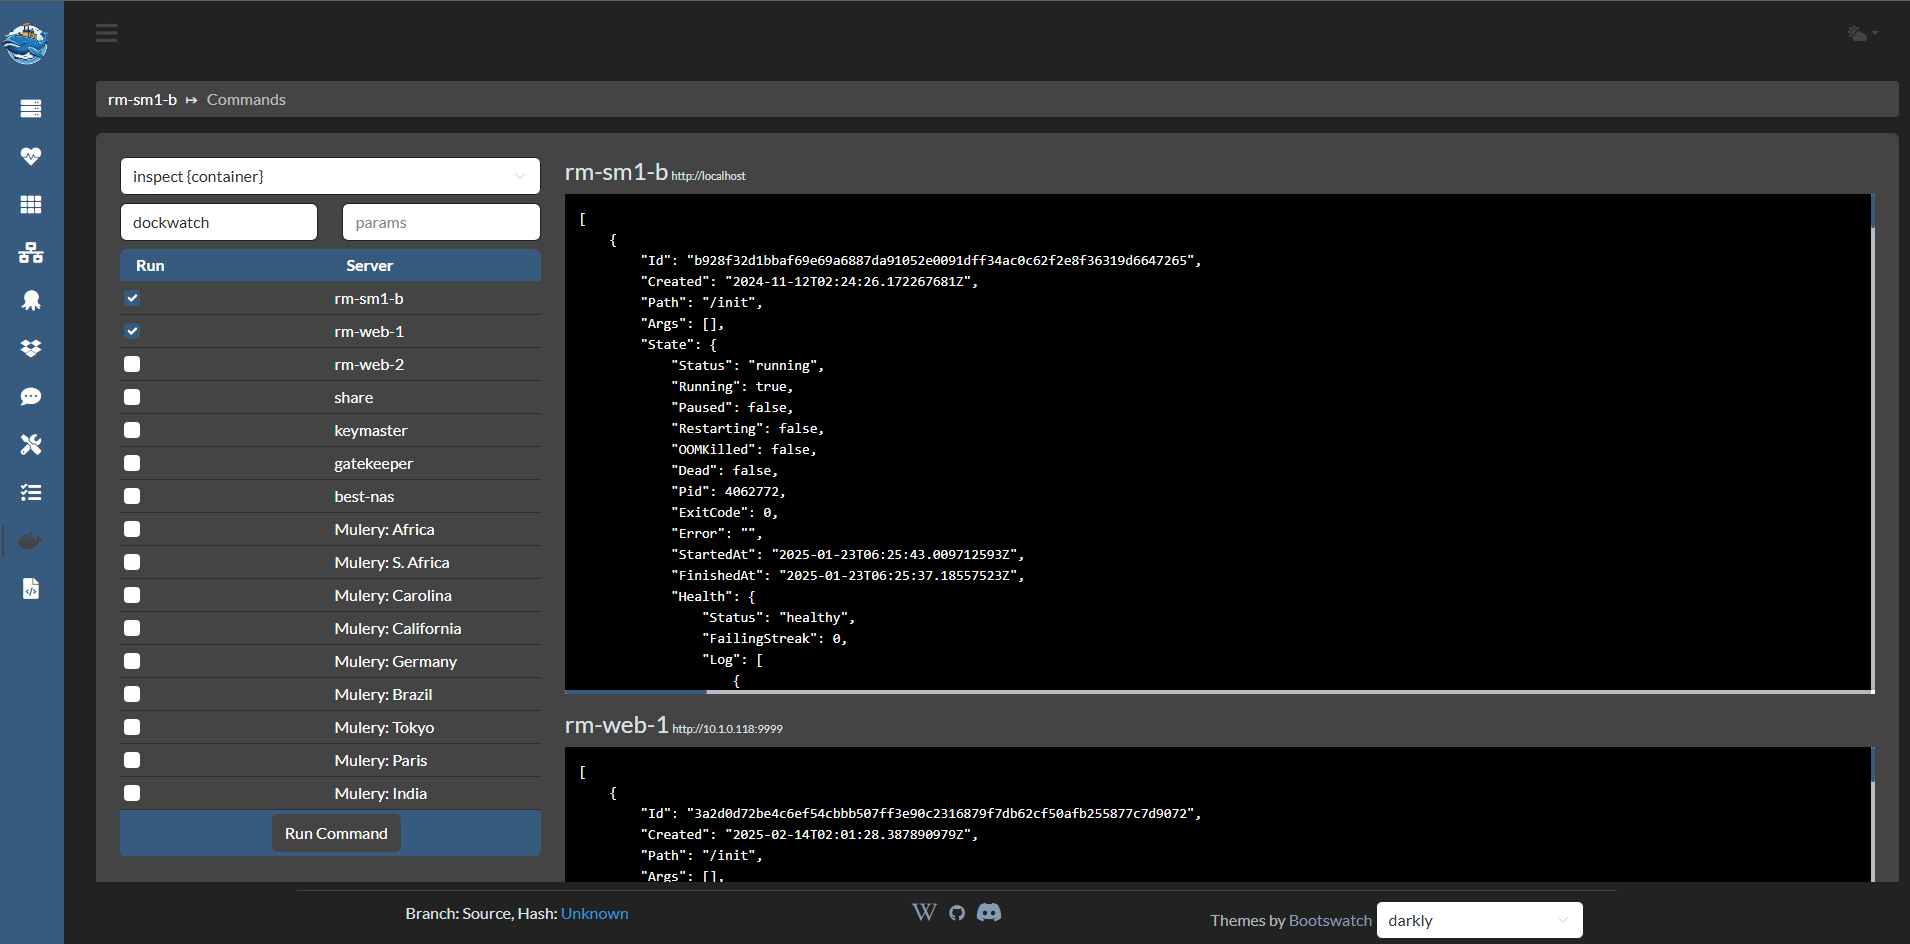 rm-sm1-b ↦ Commands
inspect {container}
dockwatch
params
Run Server
rm-sm1-b
rm-web-1
rm-web-2
share
keymaster
gatekeeper
best-nas
Mulery: Africa
Mulery: S. Africa
Mulery: Carolina
Mulery: California
Mulery: Germany
Mulery: Brazil
Mulery: Tokyo
Mulery: Paris
Mulery: India
Run Command
rm-sm1-b http://localhost
[
{
"Id": "b928f32d1bbaf69e69a6887da91052e0091dff34ac0c62f2e8f36319d6647265",
"Created": "2024-11-12T02:24:26.172267681Z",
"Path": "/init",
"Args": [],
"State": {
"Status": "running",
"Running": true,
"Paused": false,
"Restarting": false,
"OOMKilled": false,
"Dead": false,
"Pid": 4062772,
"ExitCode": 0,
"Error": "",
"StartedAt": "2025-01-23T06:25:43.009712593Z",
"FinishedAt": "2025-01-23T06:25:37.18557523Z",
"Health": {
"Status": "healthy",
"FailingStreak": 0,
"Log": [
{
rm-web-1 http://10.1.0.118:9999
[
{
"Id": "3a2d0d72be4c6ef54cbbb507ff3e90c2316879f7db62cf50afb255877c7d9072",
"Created": "2025-02-14T02:01:28.387890979Z",
"Path": "/init",
"Args": [],
Branch: Source, Hash: Unknown
Themes by Bootswatch darkly